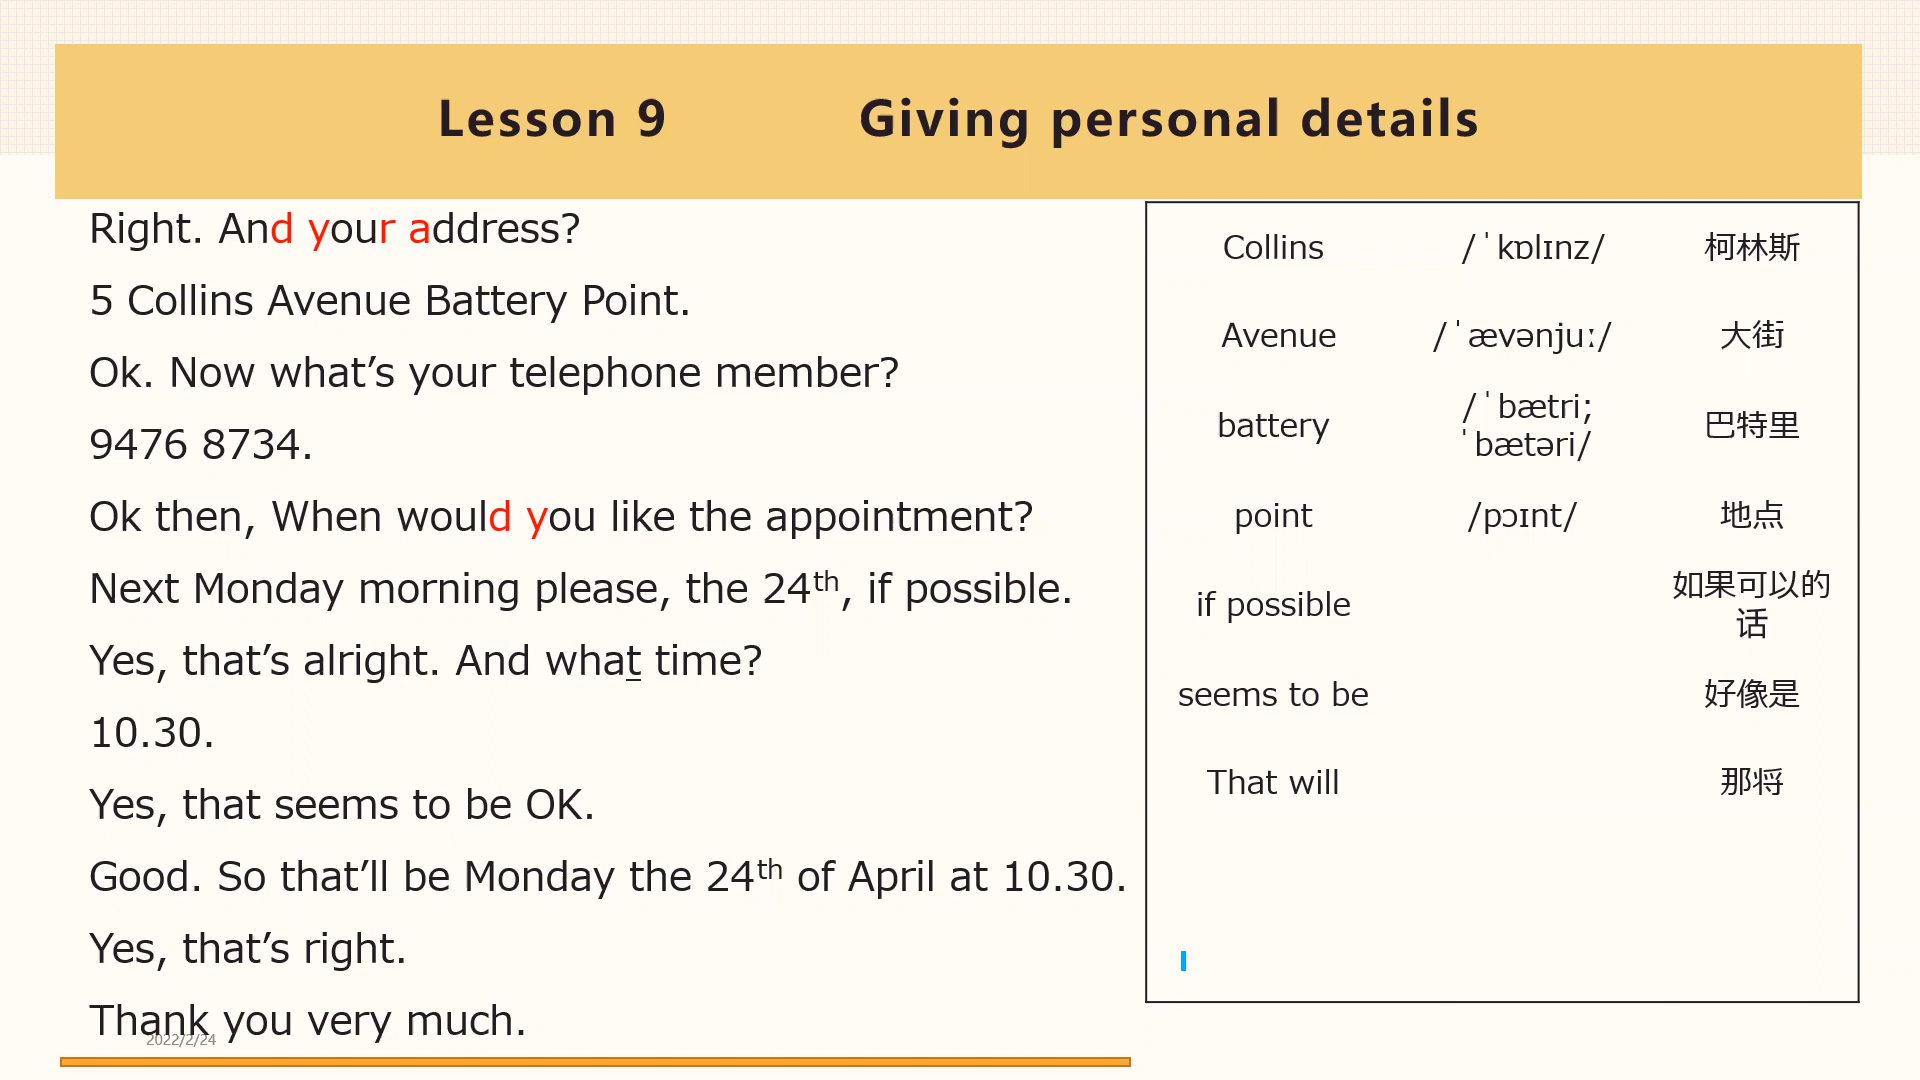 Lesson 9 Giving personal details
Right. And your address?
5 Collins Avenue Battery Point.
Ok. Now what’s your telephone member?
9476 8734.
Ok then, When would you like the appointment?
Next Monday morning please, the 24th, if possible.
Yes, that’s alright. And what time?
10.30.
Yes, that seems to be OK.
Good. So that’ll be Monday the 24th of April at 10.30.
Yes, that’s right.
Thank you very much.
2022/2/24
Collins /ˈkɒlɪnz/ 柯林斯
Avenue /ˈævənjuː/ 大街
battery /ˈbætri; ˈbætəri/ 巴特里
point /pɔɪnt/ 地点
if possible 如果可以的话
seems to be 好像是
That will 那将